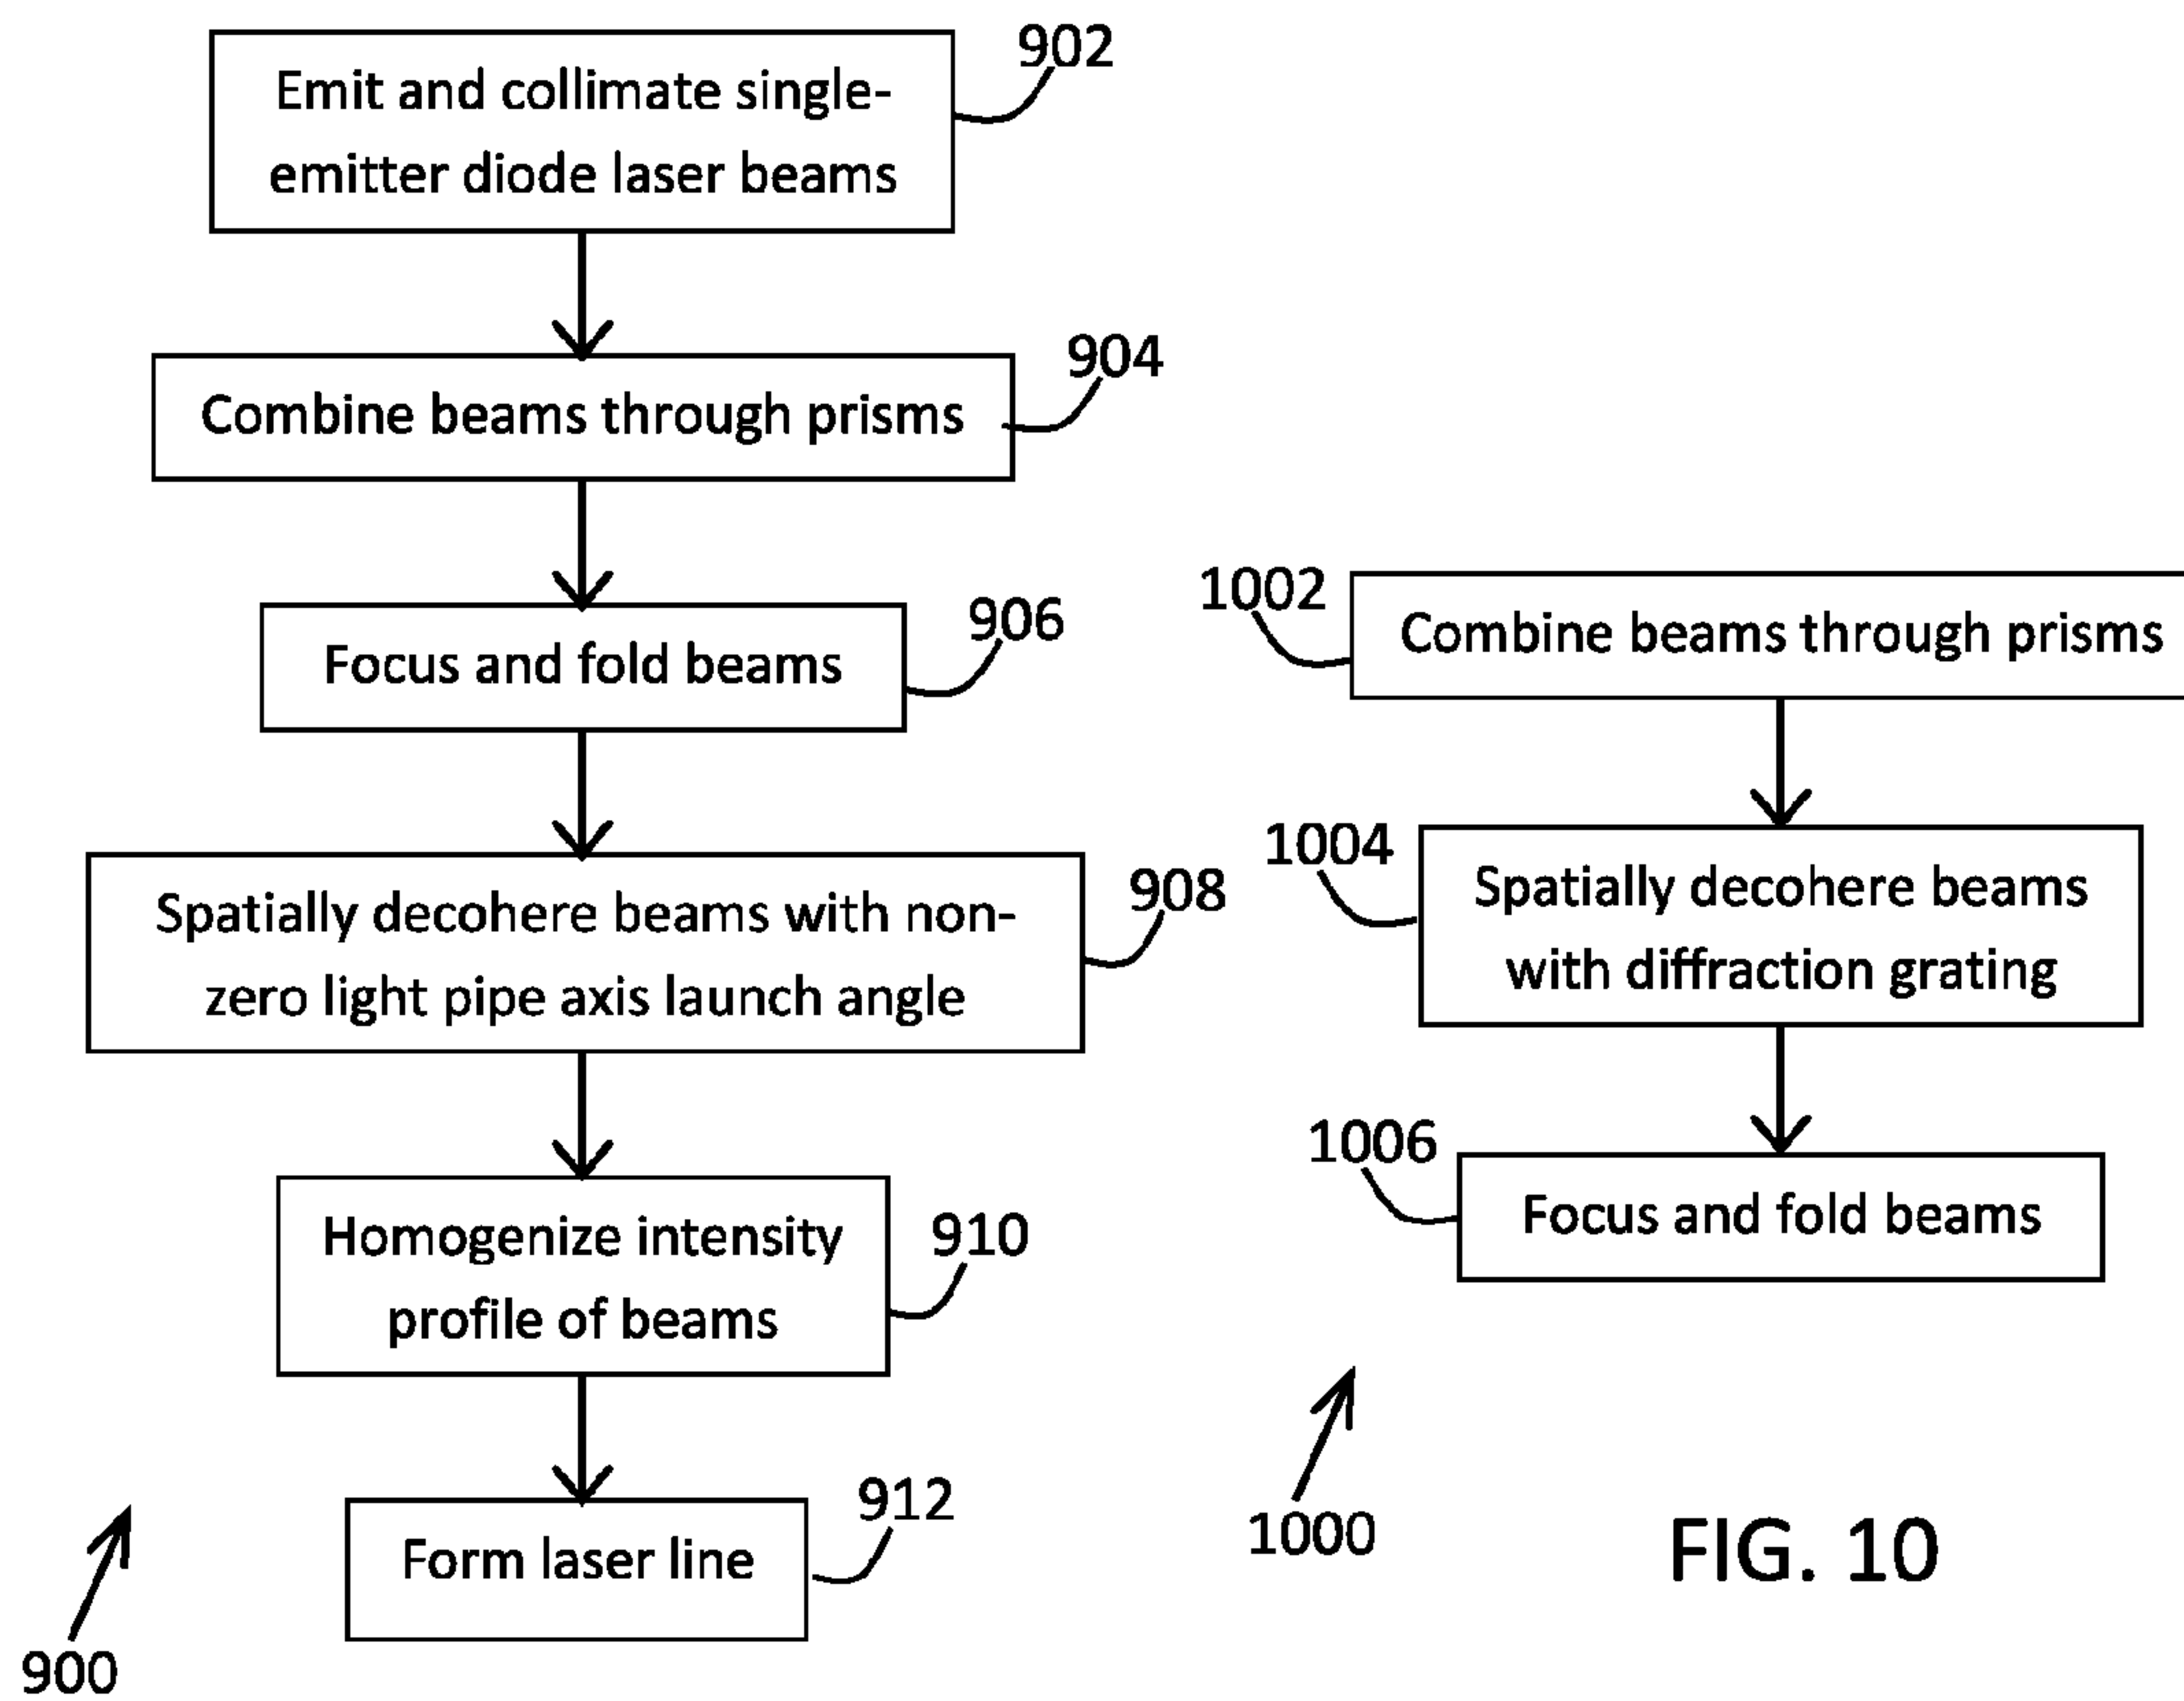 902
Emit and collimate single-
emitter diode laser beams
904
Combine beams through prisms
906
Focus and fold beams
908
Spatially decohere beams with non-
zero light pipe axis launch angle
910
Homogenize intensity
profile of beams
912
Form laser line
900
1002
Combine beams through prisms
1004
Spatially decohere beams
with diffraction grating
1006
Focus and fold beams
1000
FIG. 10